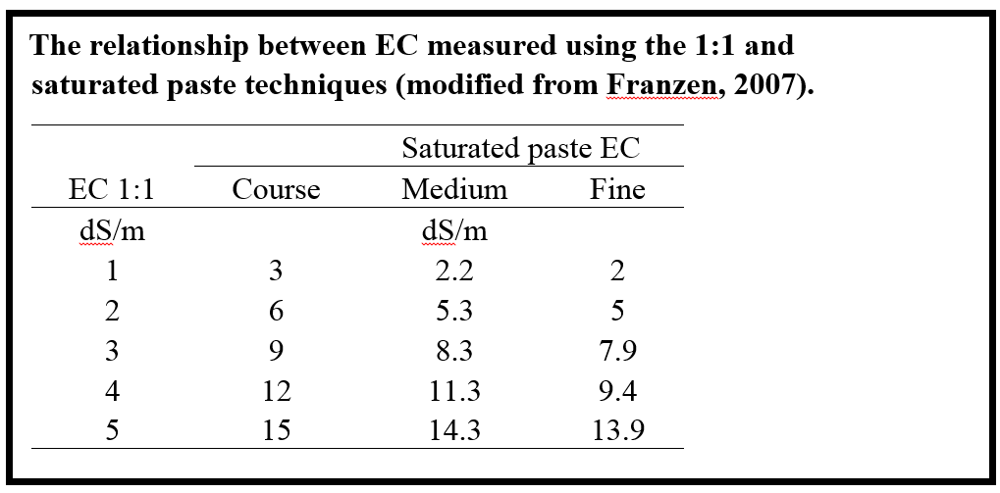 The relationship between EC measured using the 1:1 and
saturated paste techniques (modified from Franzen, 2007).
Saturated paste EC
EC 1:1 Course Medium Fine
dS/m dS/m
1 3 2.2 2
2 6 5.3 5
3 9 8.3 7.9
4 12 11.3 9.4
5 15 14.3 13.9